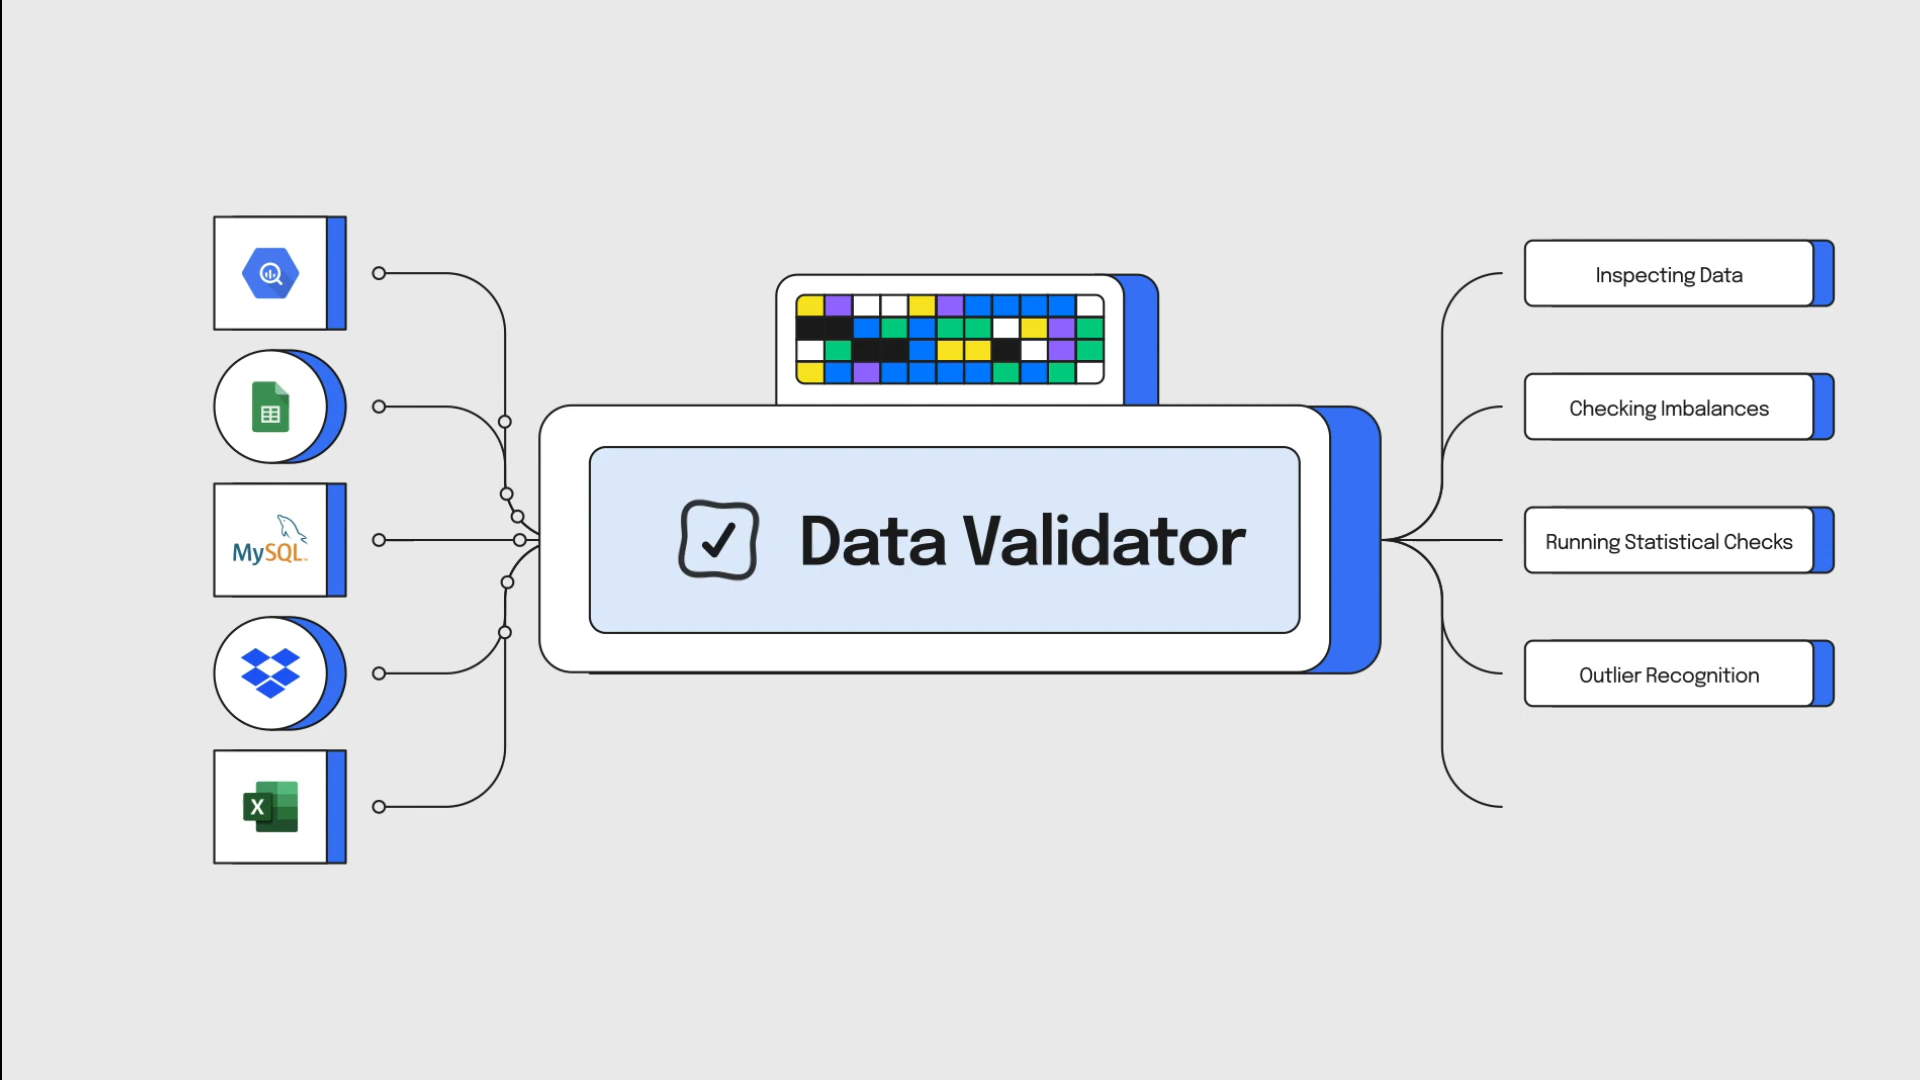 MySQL
X
Data Validator
Inspecting Data
Checking Imbalances
Running Statistical Checks
Outlier Recognition